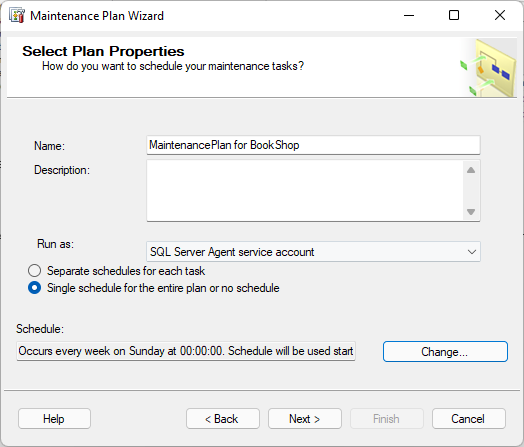 Maintenance Plan Wizard
Select Plan Properties
How do you want to schedule your maintenance tasks?
Name:
MaintenancePlan for BookShop
Description:
Run as:
SQL Server Agent service account
Separate schedules for each task
Single schedule for the entire plan or no schedule
Schedule:
Occurs every week on Sunday at 00:00:00. Schedule will be used start
Change...
Help
< Back
Next >
Finish
Cancel